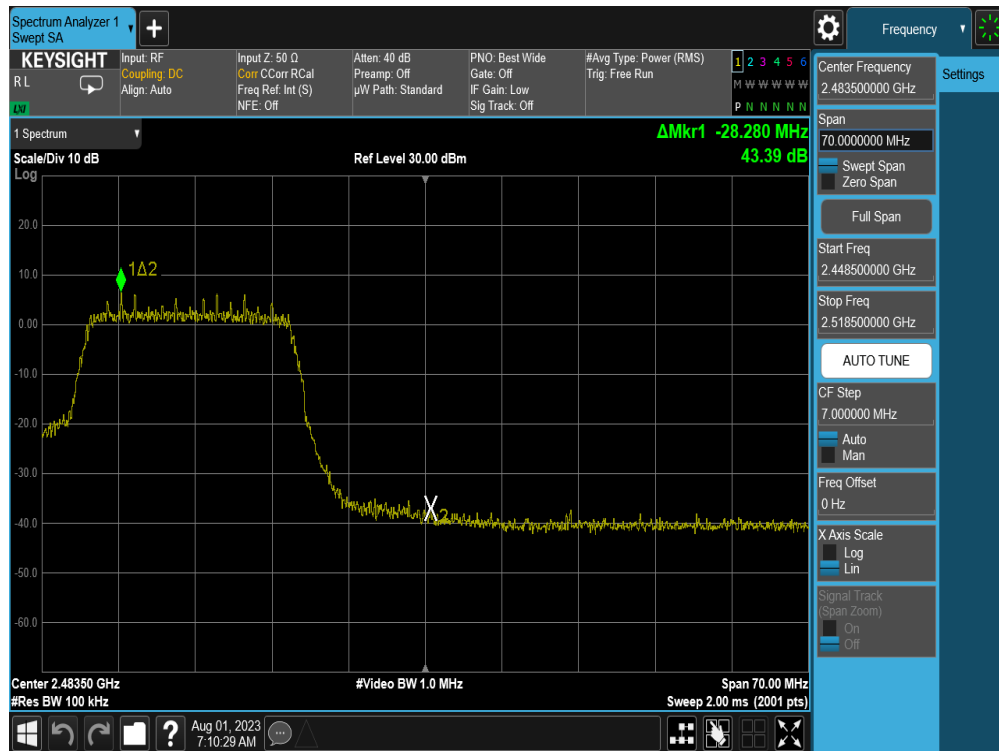 Spectrum Analyzer 1
Swept SA
Frequency
KEYSIGHT
R L
LXI
Input: RF
Coupling: DC
Align: Auto
Input Z: 50 Ω
Corr CCorr RCal
Freq Ref: Int (S)
NFE: Off
Atten: 40 dB
Preamp: Off
µW Path: Standard
PNO: Best Wide
Gate: Off
IF Gain: Low
Sig Track: Off
#Avg Type: Power (RMS)
Trig: Free Run
1 2 3 4 5 6
M W W W W W
P N N N N N
1 Spectrum
Scale/Div 10 dB
Log
Ref Level 30.00 dBm
ΔMkr1 -28.280 MHz
43.39 dB
20.0
10.0
0.00
-10.0
-20.0
-30.0
-40.0
-50.0
-60.0
1Δ2
2
Center 2.48350 GHz
#Res BW 100 kHz
#Video BW 1.0 MHz
Span 70.00 MHz
Sweep 2.00 ms (2001 pts)
Center Frequency
2.483500000 GHz
Settings
Span
70.0000000 MHz
Swept Span
Zero Span
Full Span
Start Freq
2.448500000 GHz
Stop Freq
2.518500000 GHz
AUTO TUNE
CF Step
7.000000 MHz
Auto
Man
Freq Offset
0 Hz
X Axis Scale
Log
Lin
Signal Track
(Span Zoom)
On
Off
?
Aug 01, 2023
7:10:29 AM